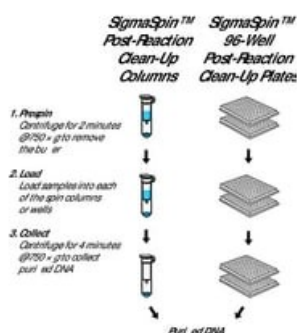 SigmaSpin™
Post-Reaction
Clean-Up
Columns
SigmaSpin™
96-Well
Post-Reaction
Clean-Up Plates
1. Prespin
Centrifuge for 2 minutes
@750 × g to remove
the bu er
2. Load
Load samples into each
of the spin columns
or wells
3. Collect
Centrifuge for 4 minutes
@750 × g to collect
puri ed DNA
Puri ed DNA